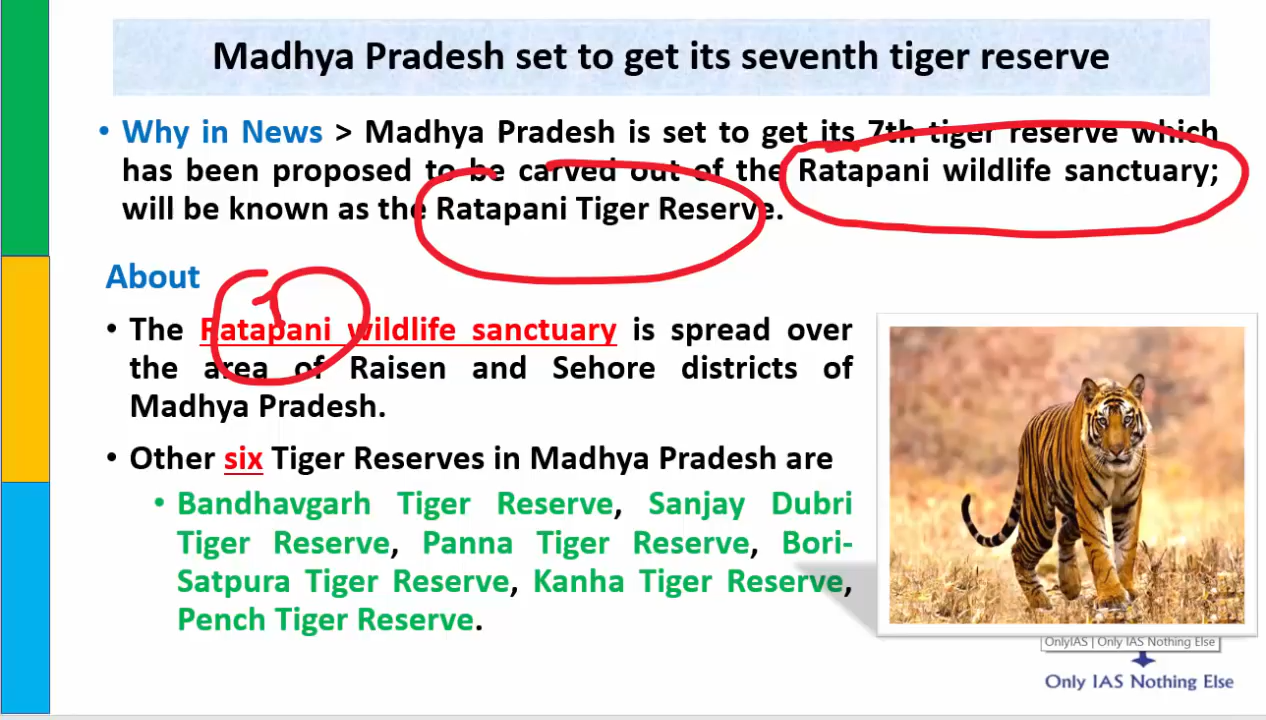 Madhya Pradesh set to get its seventh tiger reserve
• Why in News > Madhya Pradesh is set to get its 7th tiger reserve which
has been proposed to be carved out of the Ratapani wildlife sanctuary;
will be known as the Ratapani Tiger Reserve.
About
• The Ratapani wildlife sanctuary is spread over
the area of Raisen and Sehore districts of
Madhya Pradesh.
• Other six Tiger Reserves in Madhya Pradesh are
• Bandhavgarh Tiger Reserve, Sanjay Dubri
Tiger Reserve, Panna Tiger Reserve, Bori-
Satpura Tiger Reserve, Kanha Tiger Reserve,
Pench Tiger Reserve.
OnlyIAS | Only IAS Nothing Else
Only IAS Nothing Else